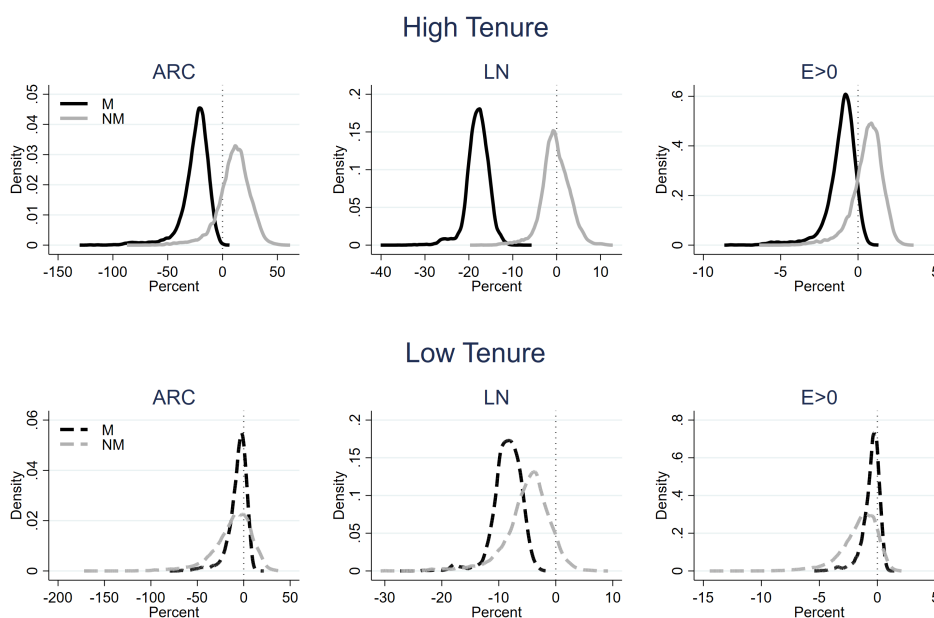 High Tenure
ARC
LN
E>0
Density
0 .01 .02 .03 .04 .05
M
NM
-150 -100 -50 0 50
Percent
Density
0 .05 .1 .15 .2
-40 -30 -20 -10 0 10
Percent
Density
0 .2 .4 .6
-10 -5 0 5
Percent
Low Tenure
ARC
LN
E>0
Density
0 .02 .04 .06
M
NM
-200 -150 -100 -50 0 50
Percent
Density
0 .05 .1 .15 .2
-30 -20 -10 0 10
Percent
Density
0 .2 .4 .6 .8
-15 -10 -5 0 5
Percent